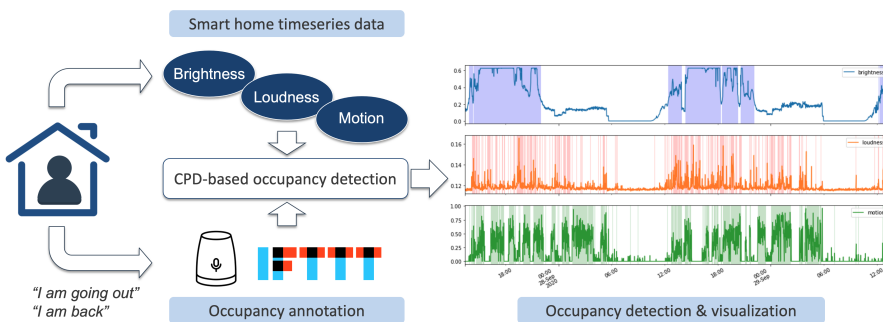 Smart home timeseries data
Brightness
Loudness
Motion
CPD-based occupancy detection
IFTTT
"I am going out"
"I am back"
Occupancy annotation
0.6
0.4
0.2
0.0
brightness
0.16
0.14
0.12
loudness
1.00
0.75
0.50
0.25
0.00
motion
18:00
00:00
28-Sep
2020
06:00
12:00
18:00
00:00
29-Sep
06:00
12:00
Occupancy detection & visualization